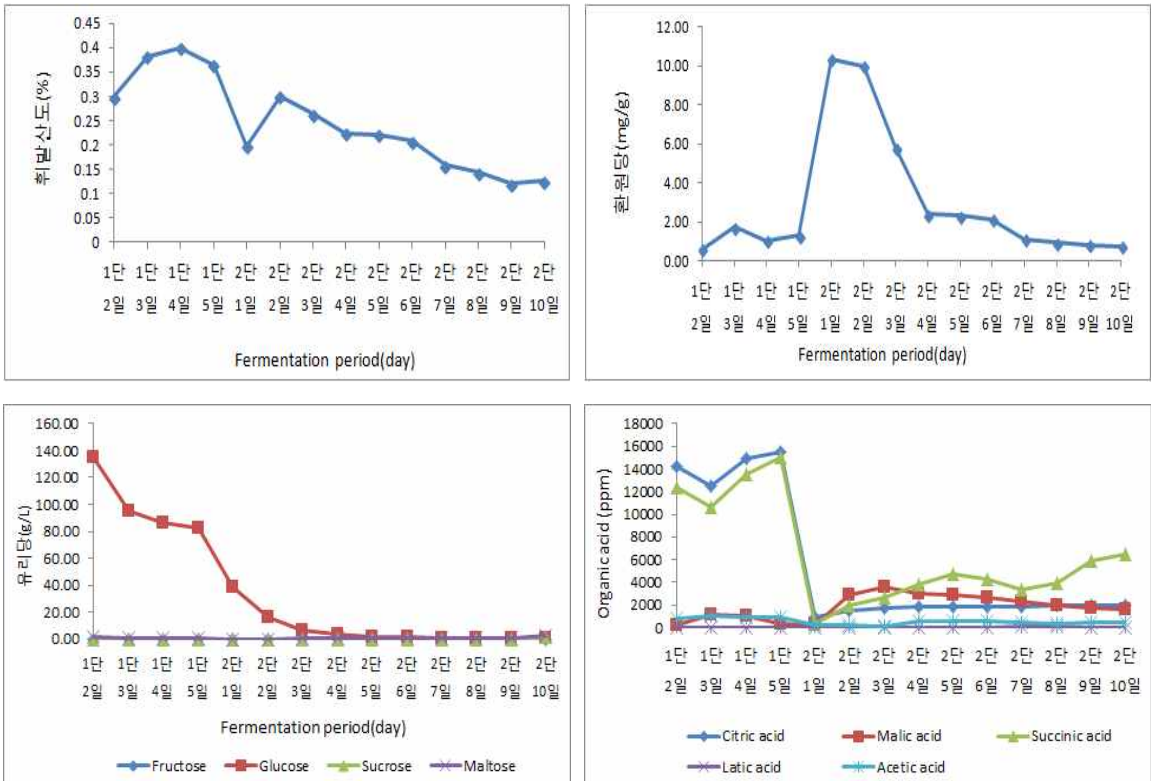 휘발산도(%)
0.45
0.4
0.35
0.3
0.25
0.2
0.15
0.1
0.05
0
1단 1단 1단 1단 2단 2단 2단 2단 2단 2단 2단 2단 2단 2단
2일 3일 4일 5일 1일 2일 3일 4일 5일 6일 7일 8일 9일 10일
Fermentation period(day)
환원당(mg/g)
12.00
10.00
8.00
6.00
4.00
2.00
0.00
1단 1단 1단 1단 2단 2단 2단 2단 2단 2단 2단 2단 2단 2단
2일 3일 4일 5일 1일 2일 3일 4일 5일 6일 7일 8일 9일 10일
Fermentation period(day)
유리당(g/L)
160.00
140.00
120.00
100.00
80.00
60.00
40.00
20.00
0.00
1단 1단 1단 1단 2단 2단 2단 2단 2단 2단 2단 2단 2단 2단
2일 3일 4일 5일 1일 2일 3일 4일 5일 6일 7일 8일 9일 10일
Fermentation period(day)
Fructose Glucose Sucrose Maltose
Organic acid (ppm)
18000
16000
14000
12000
10000
8000
6000
4000
2000
0
1단 1단 1단 1단 2단 2단 2단 2단 2단 2단 2단 2단 2단 2단
2일 3일 4일 5일 1일 2일 3일 4일 5일 6일 7일 8일 9일 10일
Citric acid Malic acid Succinic acid
Latic acid Acetic acid